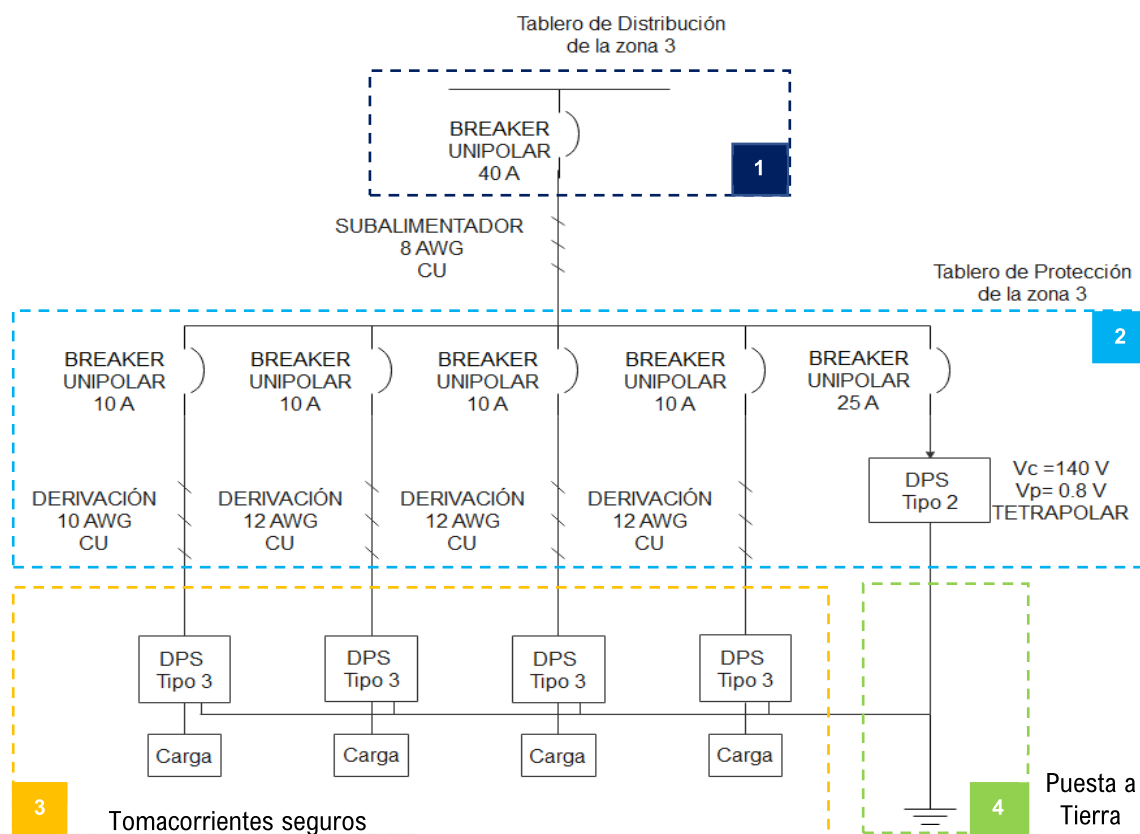 Tablero de Distribución
de la zona 3
BREAKER
UNIPOLAR
40 A
1
SUBALIMENTADOR
8 AWG
CU
Tablero de Protección
de la zona 3
2
BREAKER
UNIPOLAR
10 A
BREAKER
UNIPOLAR
10 A
BREAKER
UNIPOLAR
10 A
BREAKER
UNIPOLAR
10 A
BREAKER
UNIPOLAR
25 A
DERIVACIÓN
10 AWG
CU
DERIVACIÓN
12 AWG
CU
DERIVACIÓN
12 AWG
CU
DERIVACIÓN
12 AWG
CU
DPS
Tipo 2
Vc =140 V
Vp= 0.8 V
TETRAPOLAR
DPS
Tipo 3
DPS
Tipo 3
DPS
Tipo 3
DPS
Tipo 3
Carga
Carga
Carga
Carga
3
Tomacorrientes seguros
4
Puesta a
Tierra